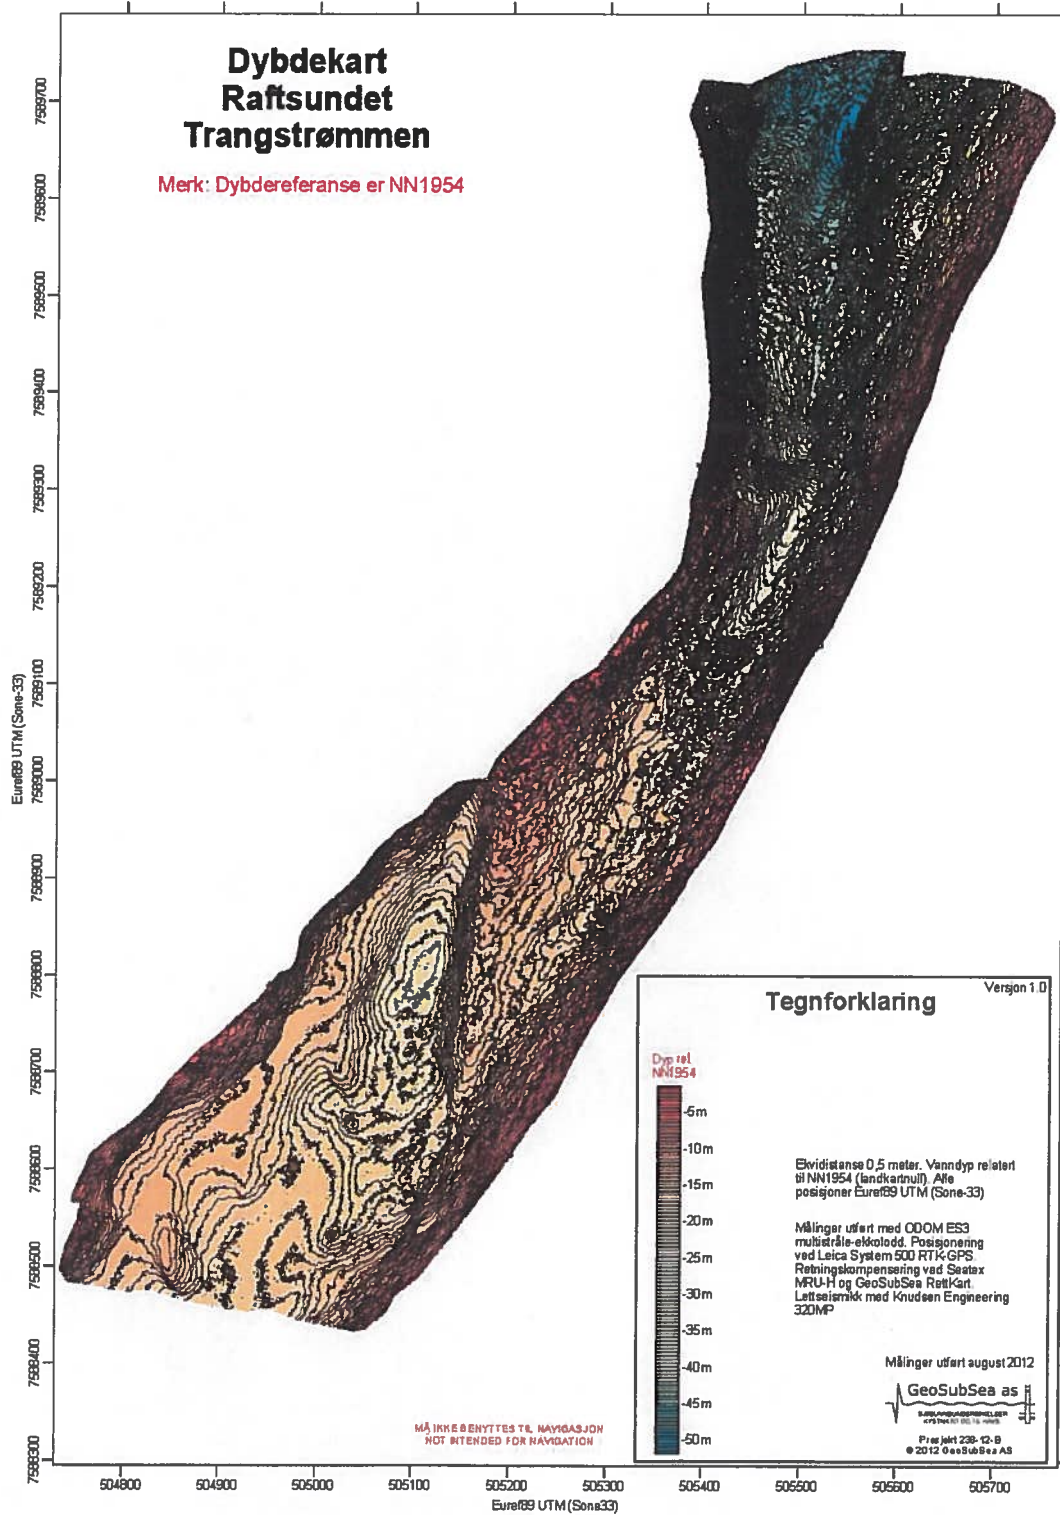 Dybdekart
Raftsundet
Trangstrømmen
Merk: Dybdereferanse er NN1954
7589700
7589600
7589500
7589400
7589300
7589200
7589100
7589000
7588900
7588800
7588700
7588600
7588500
7588400
7588300
Euref89 UTM (Sone-33)
Versjon 1.0
Tegnforklaring
Dyp rel.
NN1954
-5m
-10m
-15m
-20m
-25m
-30m
-35m
-40m
-45m
-50m
Ekvidistanse 0,5 meter. Vanndyp relatert
til NN1954 (landkartnull). Alle
posisjoner Euref89 UTM (Sone-33)
Målinger utført med ODOM ES3
multistråle-ekkolodd. Posisjonering
ved Leica System 500 RTK-GPS.
Retningskompensering ved Seatex
MRU-H og GeoSubSea RettKart.
Lettseismikk med Knudsen Engineering
320MP
Målinger utført august 2012
GeoSubSea as
Prosjekt 239-12-B
© 2012 GeoSubSea AS
MÅ IKKE BENYTTES TIL NAVIGASJON
NOT INTENDED FOR NAVIGATION
504800
504900
505000
505100
505200
505300
505400
505500
505600
505700
Euref89 UTM (Sone33)